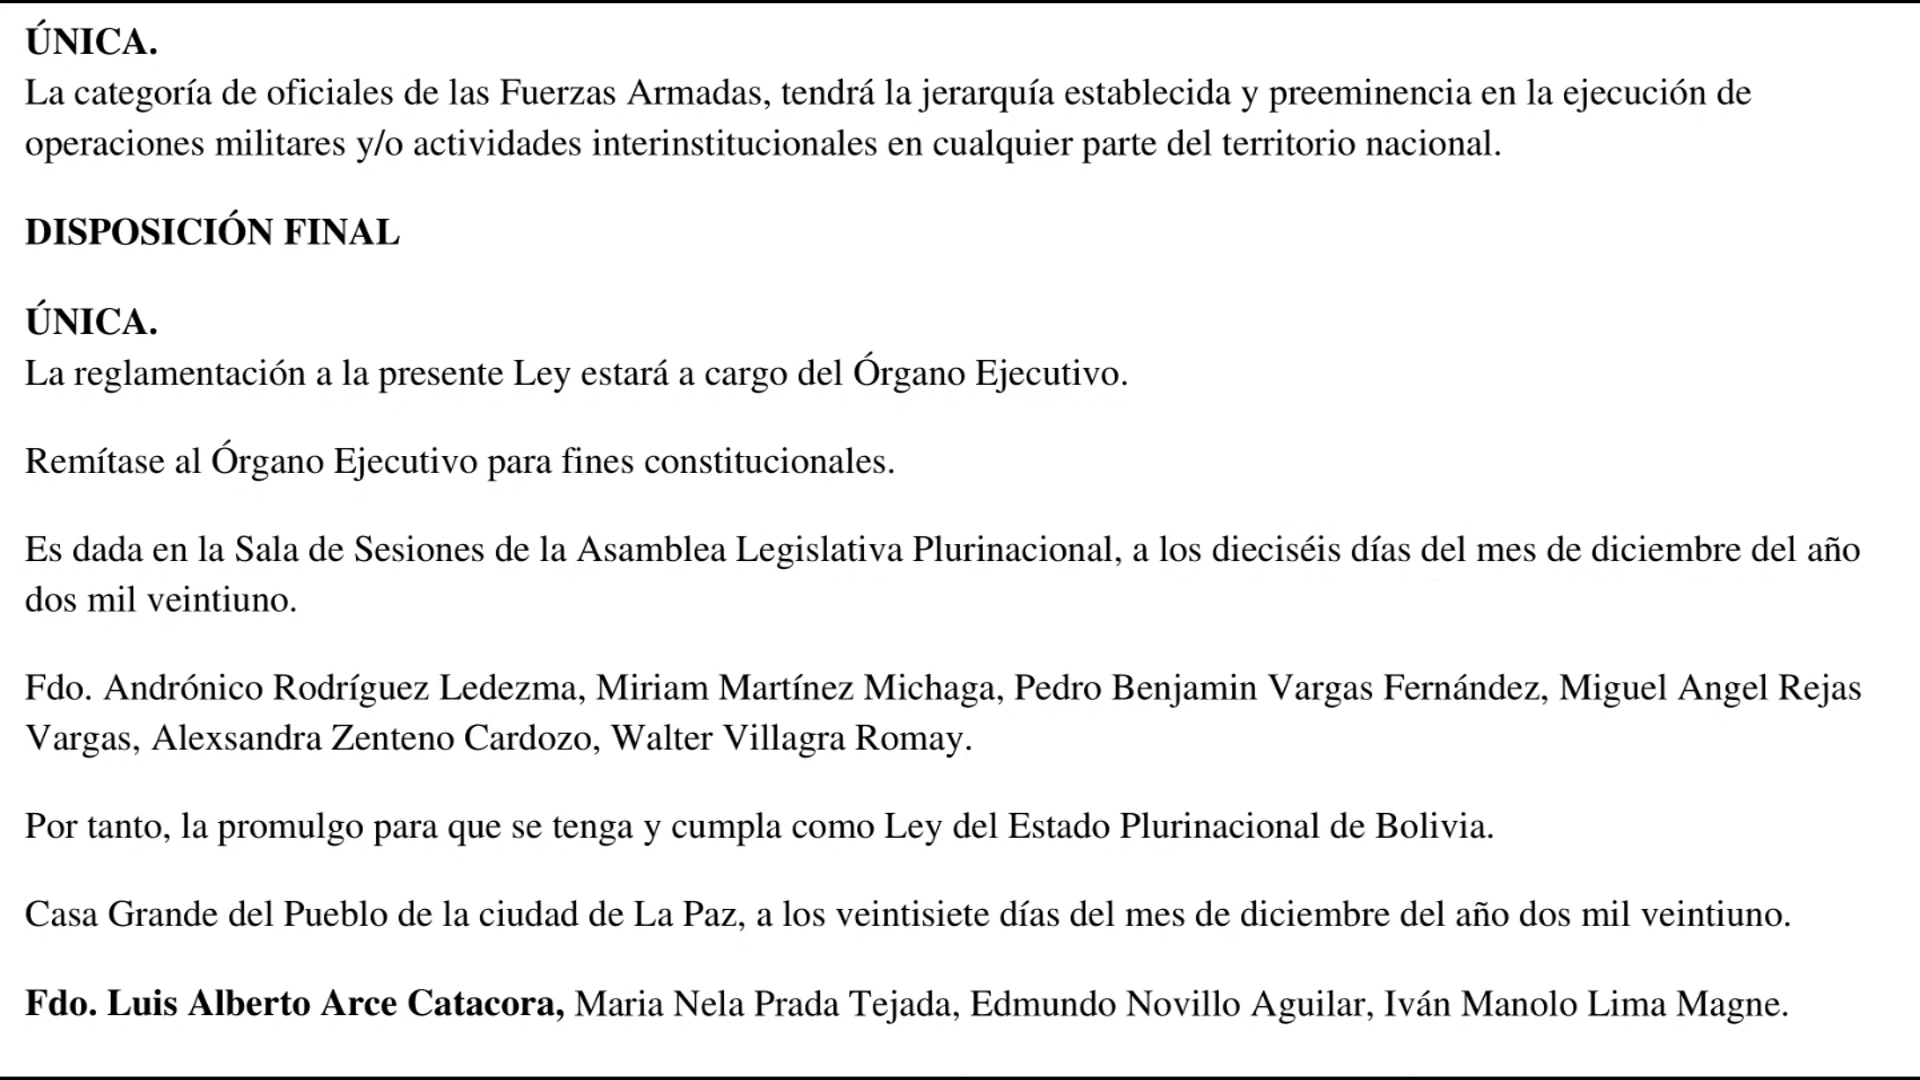 ÚNICA.
La categoría de oficiales de las Fuerzas Armadas, tendrá la jerarquía establecida y preeminencia en la ejecución de
operaciones militares y/o actividades interinstitucionales en cualquier parte del territorio nacional.
DISPOSICIÓN FINAL
ÚNICA.
La reglamentación a la presente Ley estará a cargo del Órgano Ejecutivo.
Remítase al Órgano Ejecutivo para fines constitucionales.
Es dada en la Sala de Sesiones de la Asamblea Legislativa Plurinacional, a los dieciséis días del mes de diciembre del año
dos mil veintiuno.
Fdo. Andrónico Rodríguez Ledezma, Miriam Martínez Michaga, Pedro Benjamin Vargas Fernández, Miguel Angel Rejas
Vargas, Alexsandra Zenteno Cardozo, Walter Villagra Romay.
Por tanto, la promulgo para que se tenga y cumpla como Ley del Estado Plurinacional de Bolivia.
Casa Grande del Pueblo de la ciudad de La Paz, a los veintisiete días del mes de diciembre del año dos mil veintiuno.
Fdo. Luis Alberto Arce Catacora, Maria Nela Prada Tejada, Edmundo Novillo Aguilar, Iván Manolo Lima Magne.